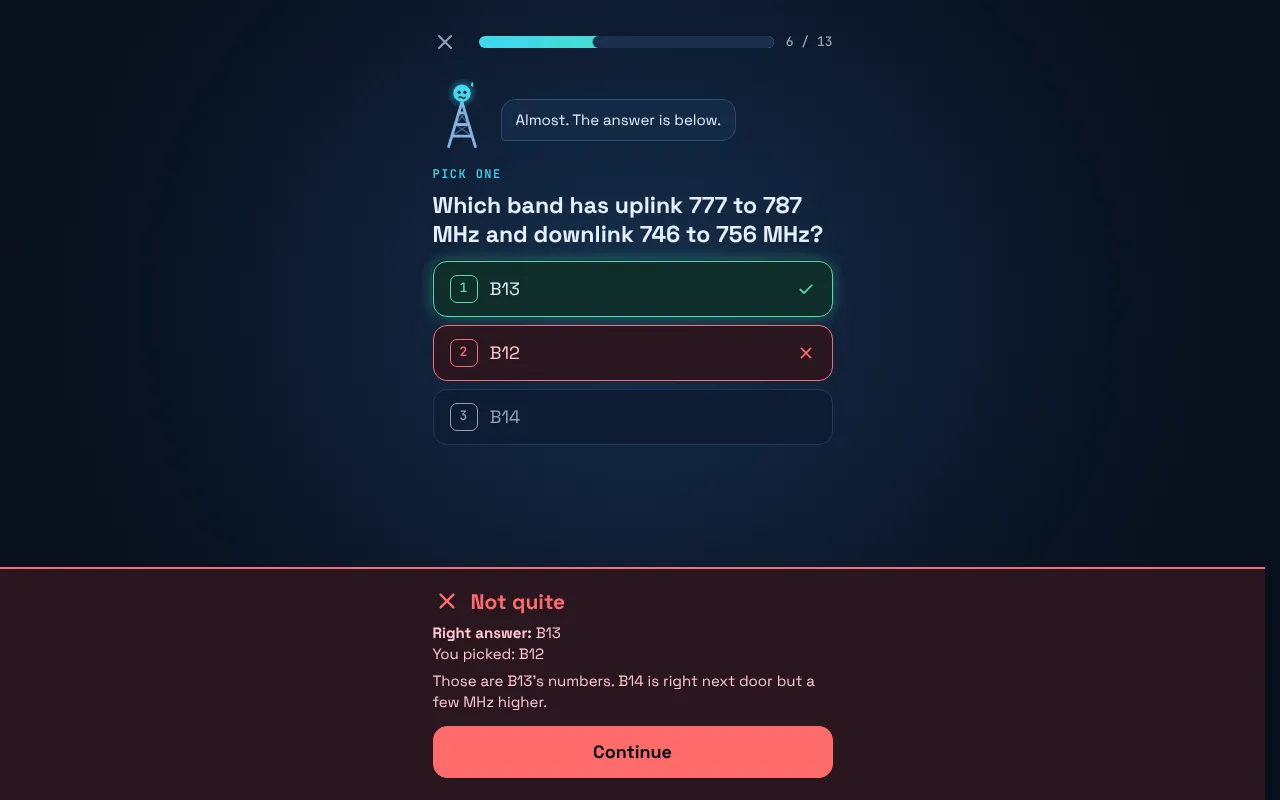 6 / 13
Almost. The answer is below.
PICK ONE
Which band has uplink 777 to 787
MHz and downlink 746 to 756 MHz?
1 B13
2 B12
3 B14
Not quite
Right answer: B13
You picked: B12
Those are B13's numbers. B14 is right next door but a
few MHz higher.
Continue